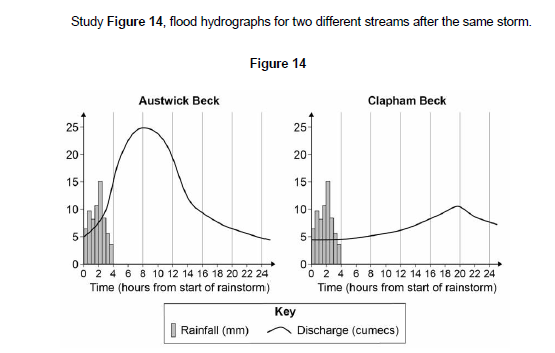 Study Figure 14, flood hydrographs for two different streams after the same storm.
Figure 14
Austwick Beck
25
20
15
10
5
0
0 2 4 6 8 10 12 14 16 18 20 22 24
Time (hours from start of rainstorm)
Clapham Beck
25
20
15
10
5
0
0 2 4 6 8 10 12 14 16 18 20 22 24
Time (hours from start of rainstorm)
Key
Rainfall (mm) Discharge (cumecs)